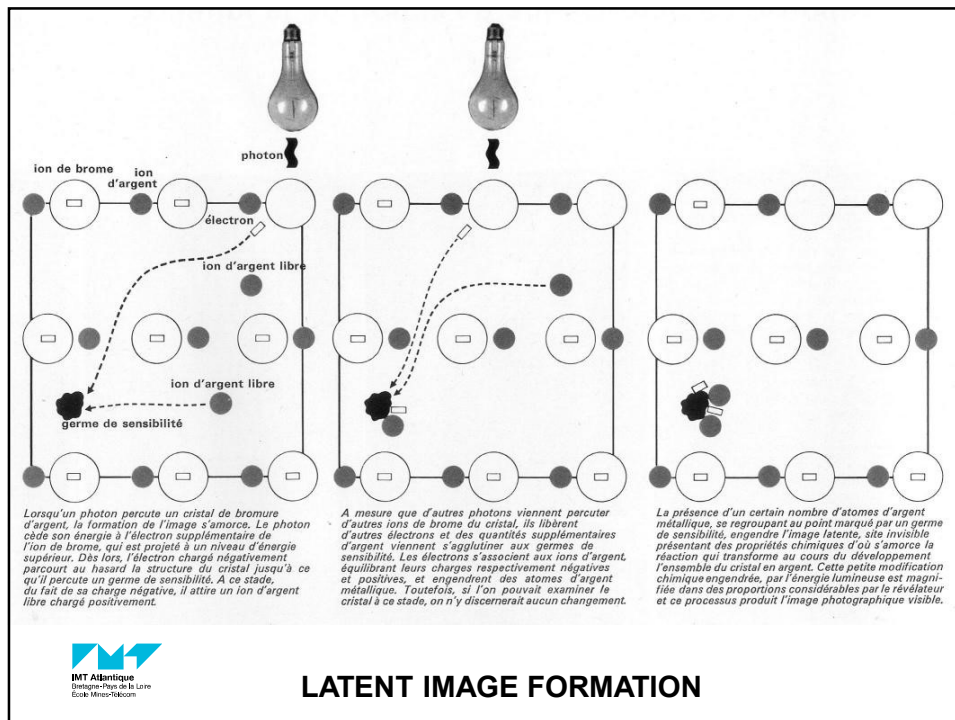 photon
ion de brome
ion
d'argent
électron
ion d'argent libre
ion d'argent libre
germe de sensibilité
Lorsqu'un photon percute un cristal de bromure
d'argent, la formation de l'image s'amorce. Le photon
cède son énergie à l'électron supplémentaire de
l'ion de brome, qui est projeté à un niveau d'énergie
supérieur. Dès lors, l'électron chargé négativement
parcourt au hasard la structure du cristal jusqu'à ce
qu'il percute un germe de sensibilité. A ce stade,
du fait de sa charge négative, il attire un ion d'argent
libre chargé positivement.
A mesure que d'autres photons viennent percuter
d'autres ions de brome du cristal, ils libèrent
d'autres électrons et des quantités supplémentaires
d'argent viennent s'agglutiner aux germes de
sensibilité. Les électrons s'associent aux ions d'argent,
équilibrant leurs charges respectivement négatives
et positives, et engendrent des atomes d'argent
métallique. Toutefois, si l'on pouvait examiner le
cristal à ce stade, on n'y discernerait aucun changement.
La présence d'un certain nombre d'atomes d'argent
métallique, se regroupant au point marqué par un germe
de sensibilité, engendre l'image latente, site invisible
présentant des propriétés chimiques d'où s'amorce la
réaction qui transforme au cours du développement
l'ensemble du cristal en argent. Cette petite modification
chimique engendrée, par l'énergie lumineuse est magni-
fiée dans des proportions considérables par le révélateur
et ce processus produit l'image photographique visible.
IMT Atlantique
Bretagne-Pays de la Loire
École Mines-Télécom
LATENT IMAGE FORMATION